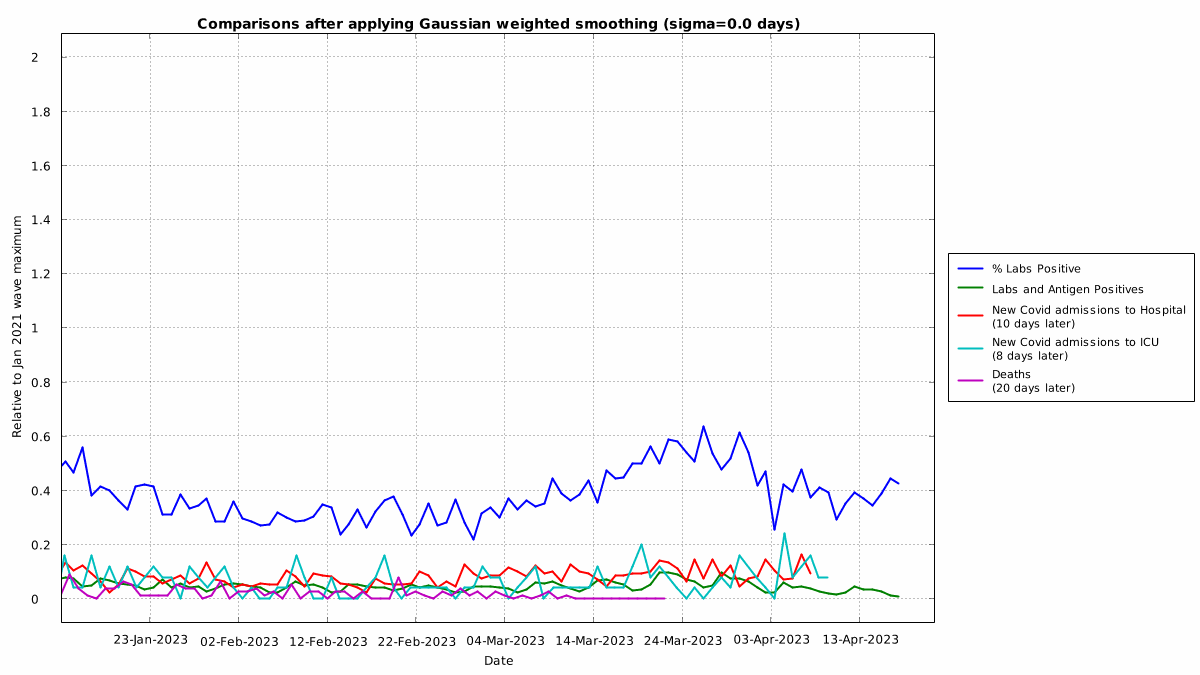 Comparisons after applying Gaussian weighted smoothing (sigma=0.0 days)
Relative to Jan 2021 wave maximum
2
1.8
1.6
1.4
1.2
1
0.8
0.6
0.4
0.2
0
23-Jan-2023 02-Feb-2023 12-Feb-2023 22-Feb-2023 04-Mar-2023 14-Mar-2023 24-Mar-2023 03-Apr-2023 13-Apr-2023
Date
% Labs Positive
Labs and Antigen Positives
New Covid admissions to Hospital
(10 days later)
New Covid admissions to ICU
(8 days later)
Deaths
(20 days later)